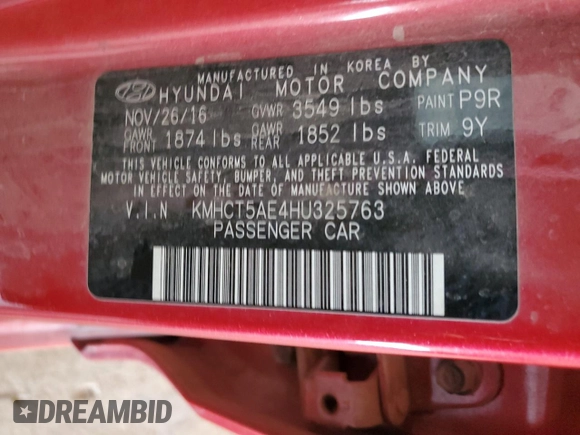 MANUFACTURED IN KOREA BY
HYUNDAI MOTOR COMPANY
NOV/26/16 GVWR 3549 lbs PAINT P9R
GAWR FRONT 1874 lbs GAWR REAR 1852 lbs TRIM 9Y
THIS VEHICLE CONFORMS TO ALL APPLICABLE U.S.A. FEDERAL
MOTOR VEHICLE SAFETY, BUMPER, AND THEFT PREVENTION STANDARDS
IN EFFECT ON THE DATE OF MANUFACTURE SHOWN ABOVE.
V.I.N KMHCT5AE4HU325763
PASSENGER CAR
DREAMBID